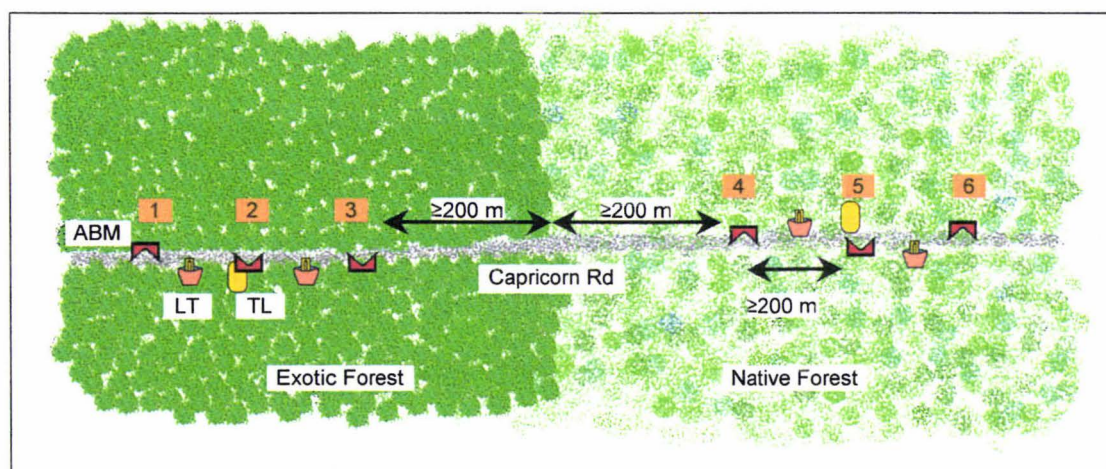 1 2 3 ≥200 m ≥200 m 4 5 6
ABM
LT TL Capricorn Rd ≥200 m
Exotic Forest Native Forest